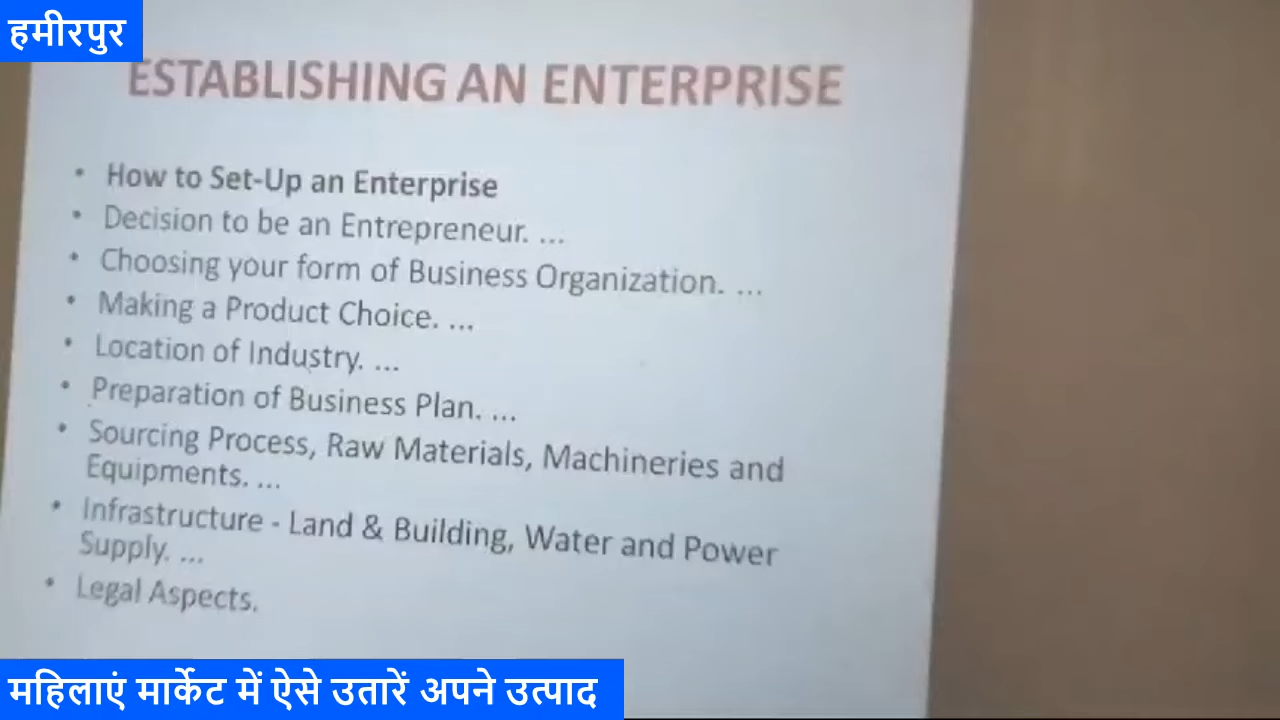 हमीरपुर
ESTABLISHING AN ENTERPRISE
• How to Set-Up an Enterprise
• Decision to be an Entrepreneur. ...
• Choosing your form of Business Organization. ...
• Making a Product Choice. ...
• Location of Industry. ...
• Preparation of Business Plan. ...
• Sourcing Process, Raw Materials, Machineries and
Equipments. ...
• Infrastructure - Land & Building, Water and Power
Supply. ...
• Legal Aspects.
महिलाएं मार्केट में ऐसे उतारें अपने उत्पाद